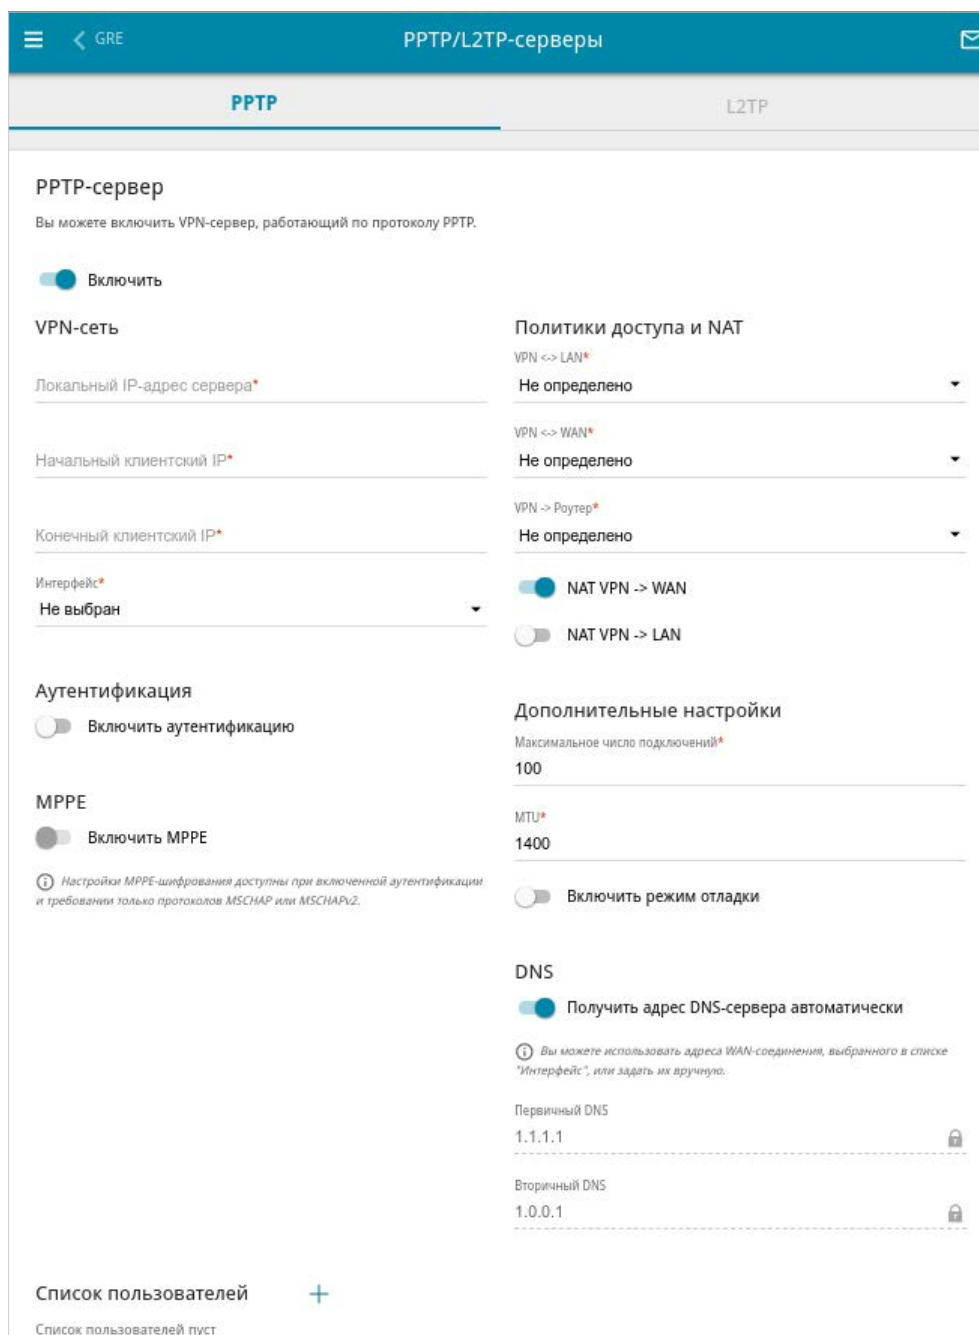 GRE
PPTP/L2TP-серверы
PPTP
L2TP
PPTP-сервер
Вы можете включить VPN-сервер, работающий по протоколу PPTP.
Включить
VPN-сеть
Локальный IP-адрес сервера*
Начальный клиентский IP*
Конечный клиентский IP*
Интерфейс*
Не выбран
Аутентификация
Включить аутентификацию
MPPE
Включить MPPE
Настройки MPPE-шифрования доступны при включенной аутентификации
и требовании только протоколов MSCHAP или MSCHAPv2.
Политики доступа и NAT
VPN <-> LAN*
Не определено
VPN <-> WAN*
Не определено
VPN -> Роутер*
Не определено
NAT VPN -> WAN
NAT VPN -> LAN
Дополнительные настройки
Максимальное число подключений*
100
MTU*
1400
Включить режим отладки
DNS
Получить адрес DNS-сервера автоматически
Вы можете использовать адреса WAN-соединения, выбранного в списке
"Интерфейс", или задать их вручную.
Первичный DNS
1.1.1.1
Вторичный DNS
1.0.0.1
Список пользователей +
Список пользователей пуст